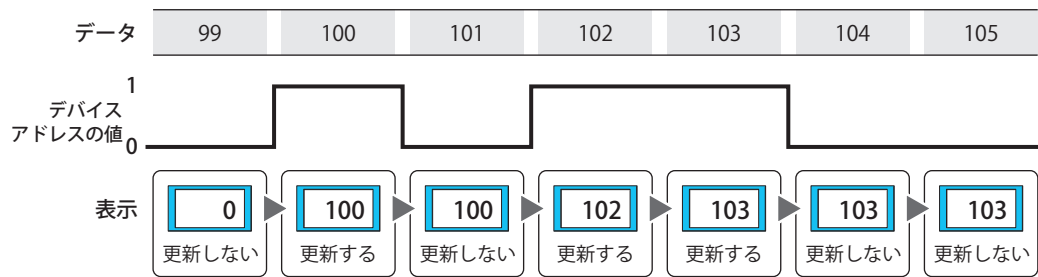 データ 99 100 101 102 103 104 105
1
デバイス
アドレスの値
0
表示 0 100 100 102 103 103 103
更新しない 更新する 更新しない 更新する 更新する 更新しない 更新しない